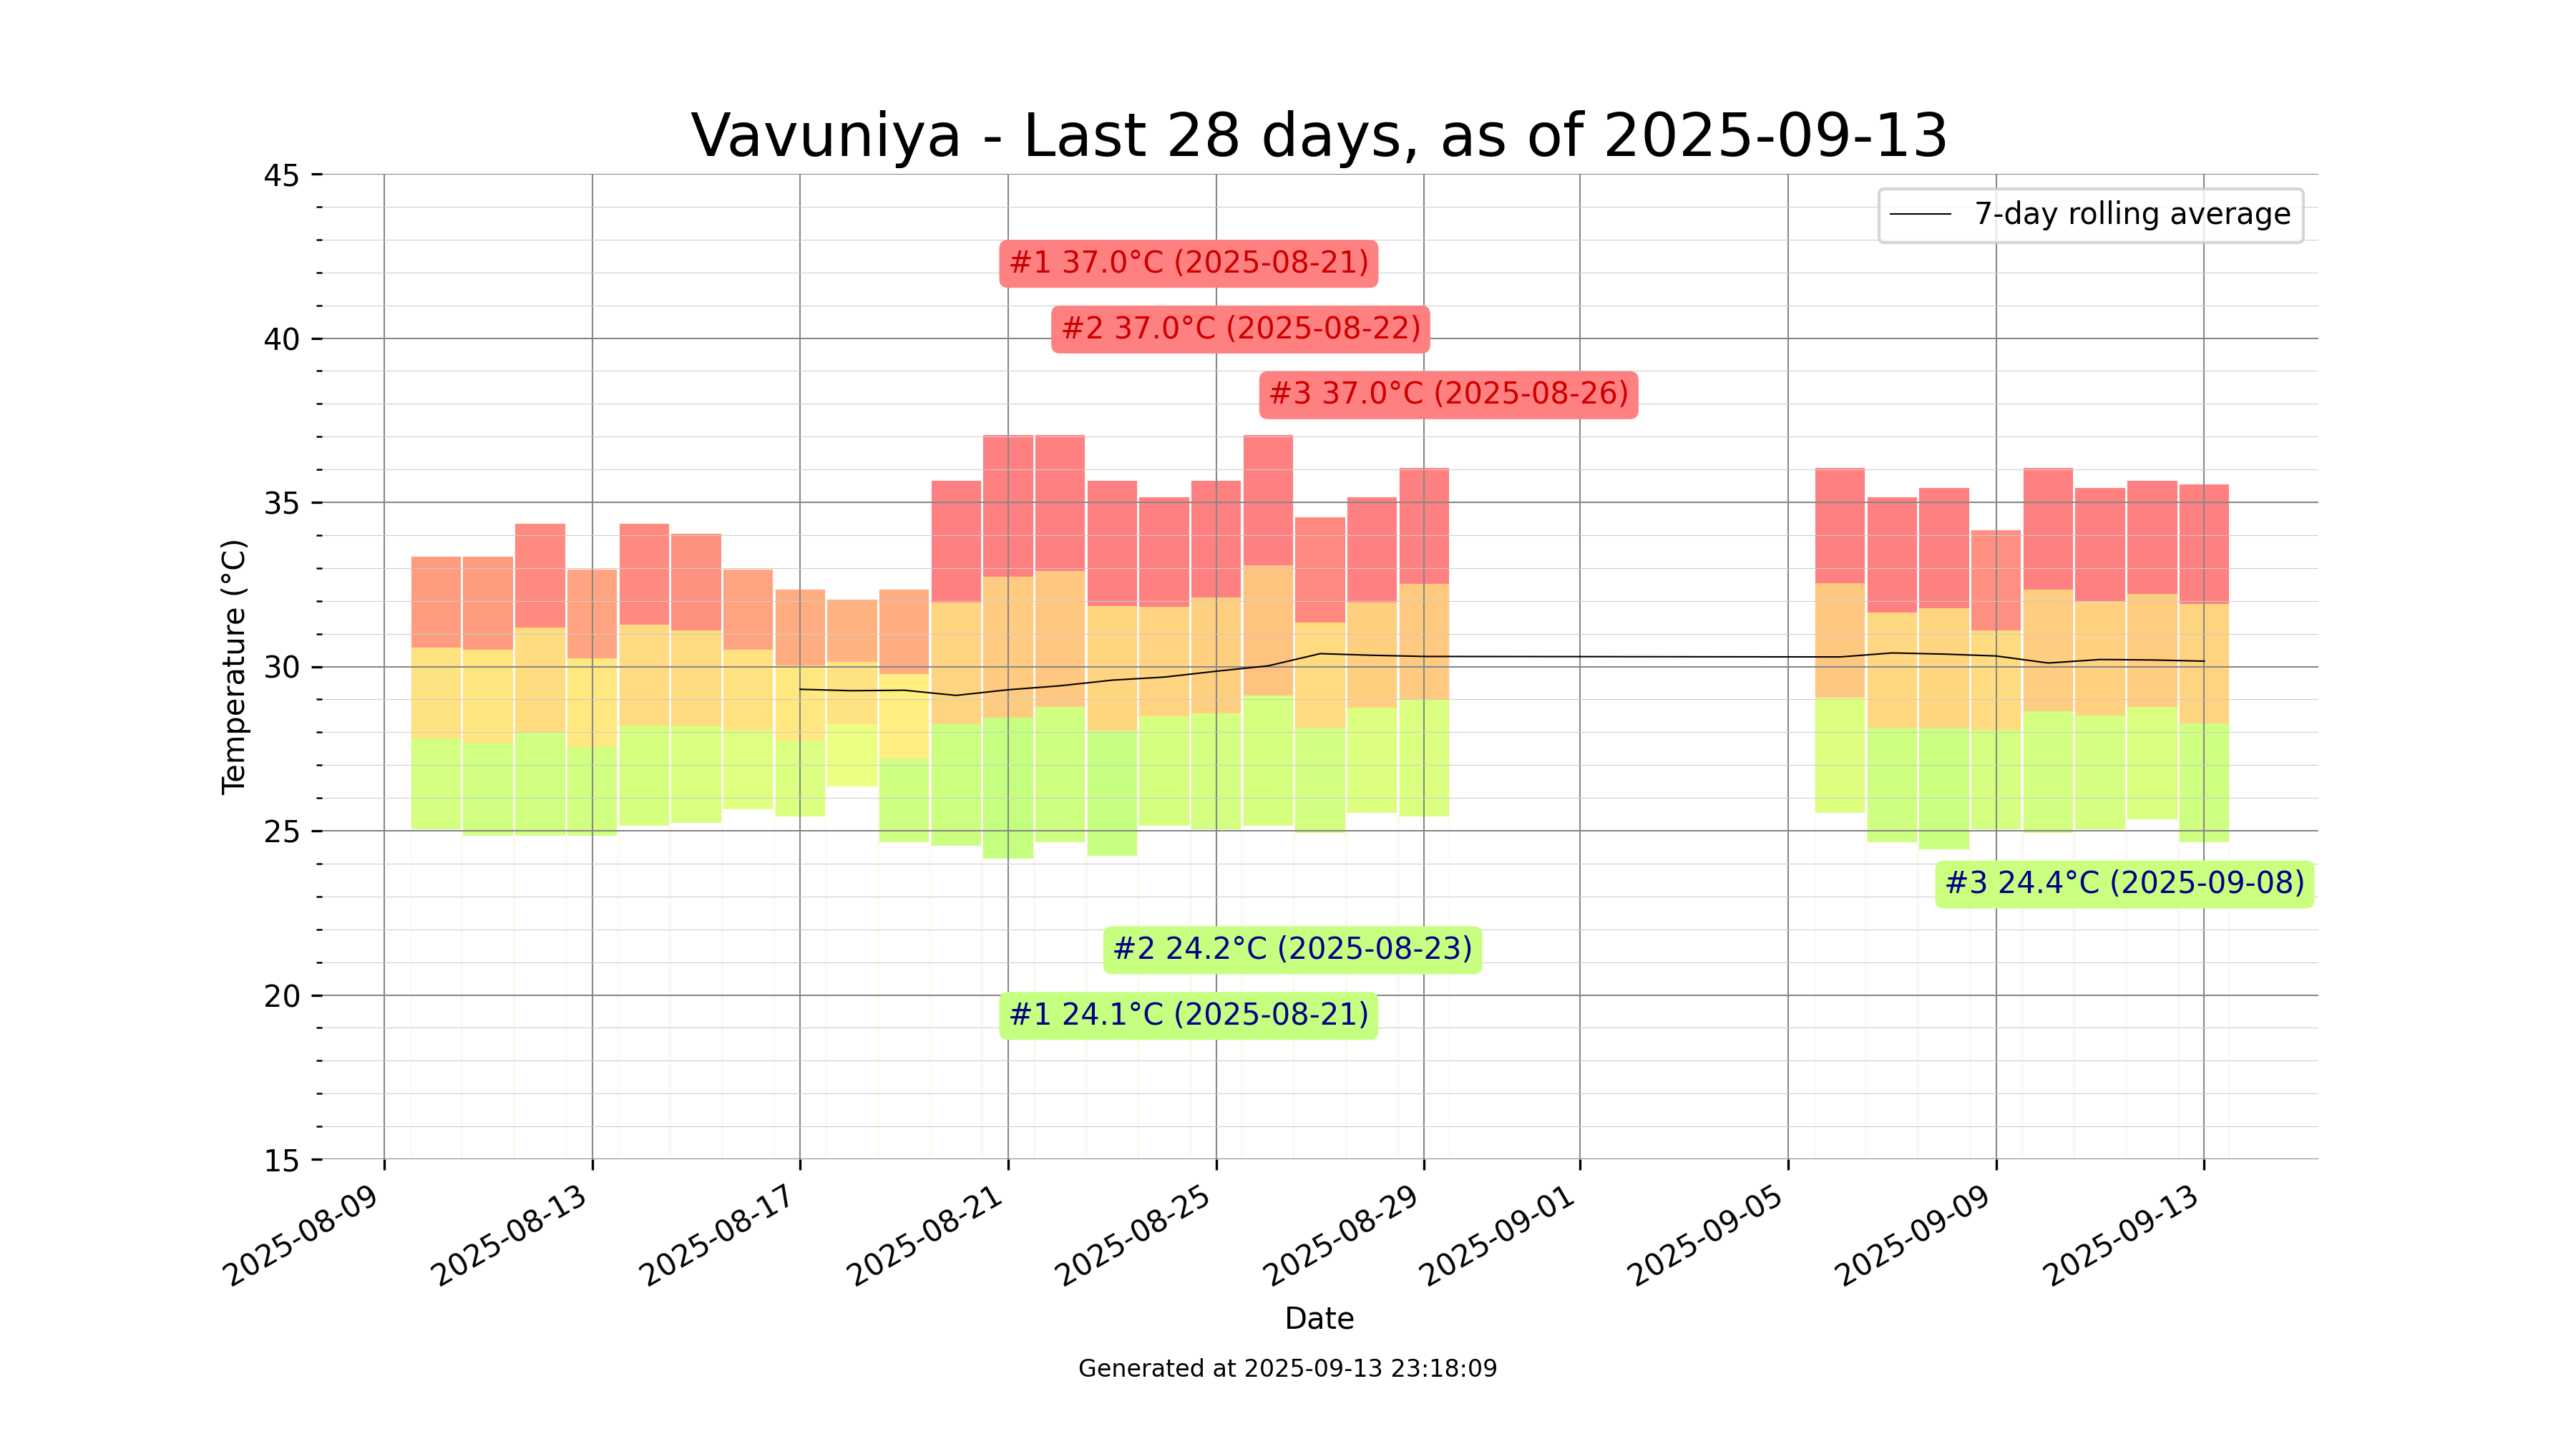 Vavuniya - Last 28 days, as of 2025-09-13
7-day rolling average
#1 37.0°C (2025-08-21)
#2 37.0°C (2025-08-22)
#3 37.0°C (2025-08-26)
#3 24.4°C (2025-09-08)
#2 24.2°C (2025-08-23)
#1 24.1°C (2025-08-21)
Temperature (°C)
45
40
35
30
25
20
15
2025-08-09
2025-08-13
2025-08-17
2025-08-21
2025-08-25
2025-08-29
2025-09-01
2025-09-05
2025-09-09
2025-09-13
Date
Generated at 2025-09-13 23:18:09